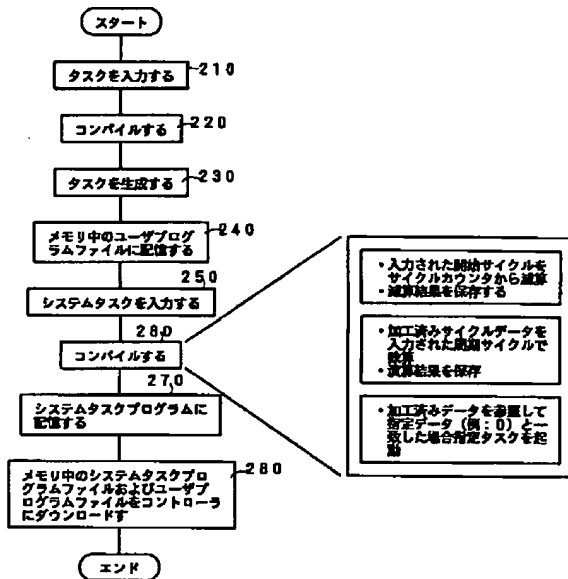 スタート
210
タスクを入力する
220
コンパイルする
230
タスクを生成する
240
メモリ中のユーザプログ
ラムファイルに記憶する
250
システムタスクを入力する
260
コンパイルする
270
システムタスクプログラムに
記憶する
280
メモリ中のシステムタスクプロ
グラムファイルおよびユーザプ
ログラムファイルをコントローラ
にダウンロードす
エンド
・入力された開始サイクルを
サイクルカウンタから減算
・減算結果を保存する
・加工済みサイクルデータを
入力された周期サイクルで
除算
・演算結果を保存
・加工済みデータを参照して
指定データ（例：0）と一
致した場合指定タスクを起
動